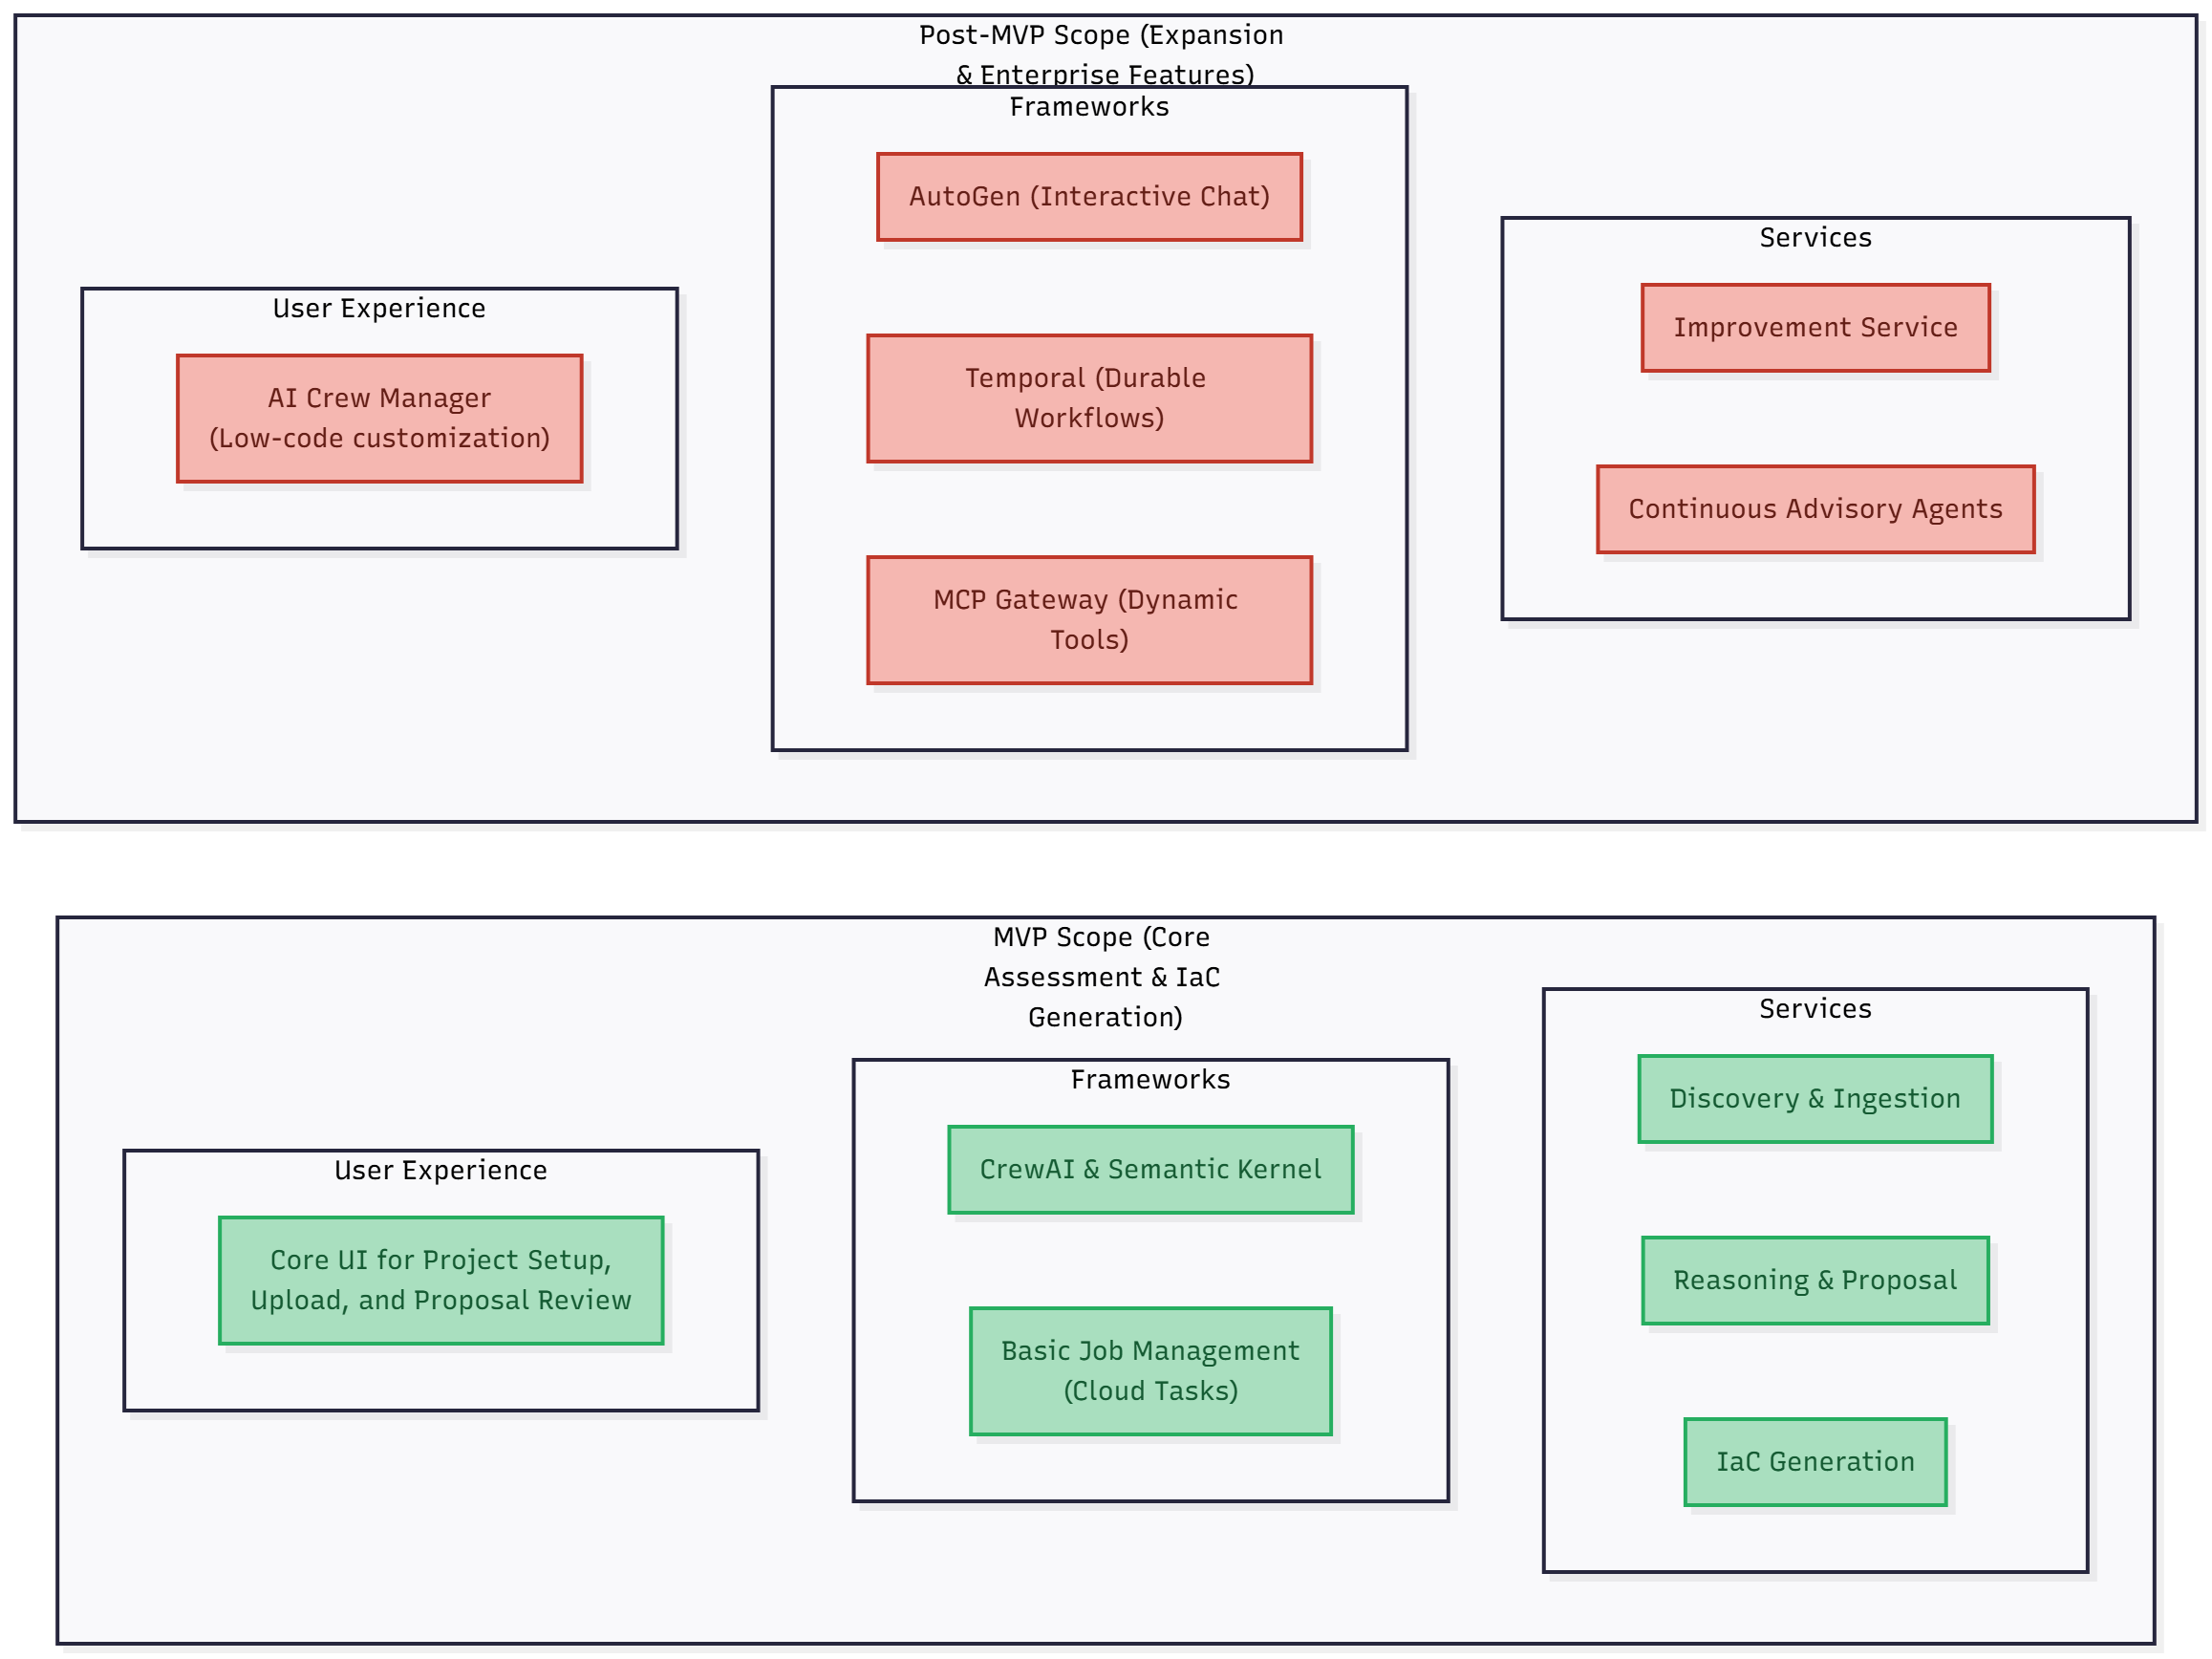 Post-MVP Scope (Expansion
& Enterprise Features)
User Experience
AI Crew Manager
(Low-code customization)
Frameworks
AutoGen (Interactive Chat)
Temporal (Durable
Workflows)
MCP Gateway (Dynamic
Tools)
Services
Improvement Service
Continuous Advisory Agents
MVP Scope (Core
Assessment & IaC
Generation)
User Experience
Core UI for Project Setup,
Upload, and Proposal Review
Frameworks
CrewAI & Semantic Kernel
Basic Job Management
(Cloud Tasks)
Services
Discovery & Ingestion
Reasoning & Proposal
IaC Generation